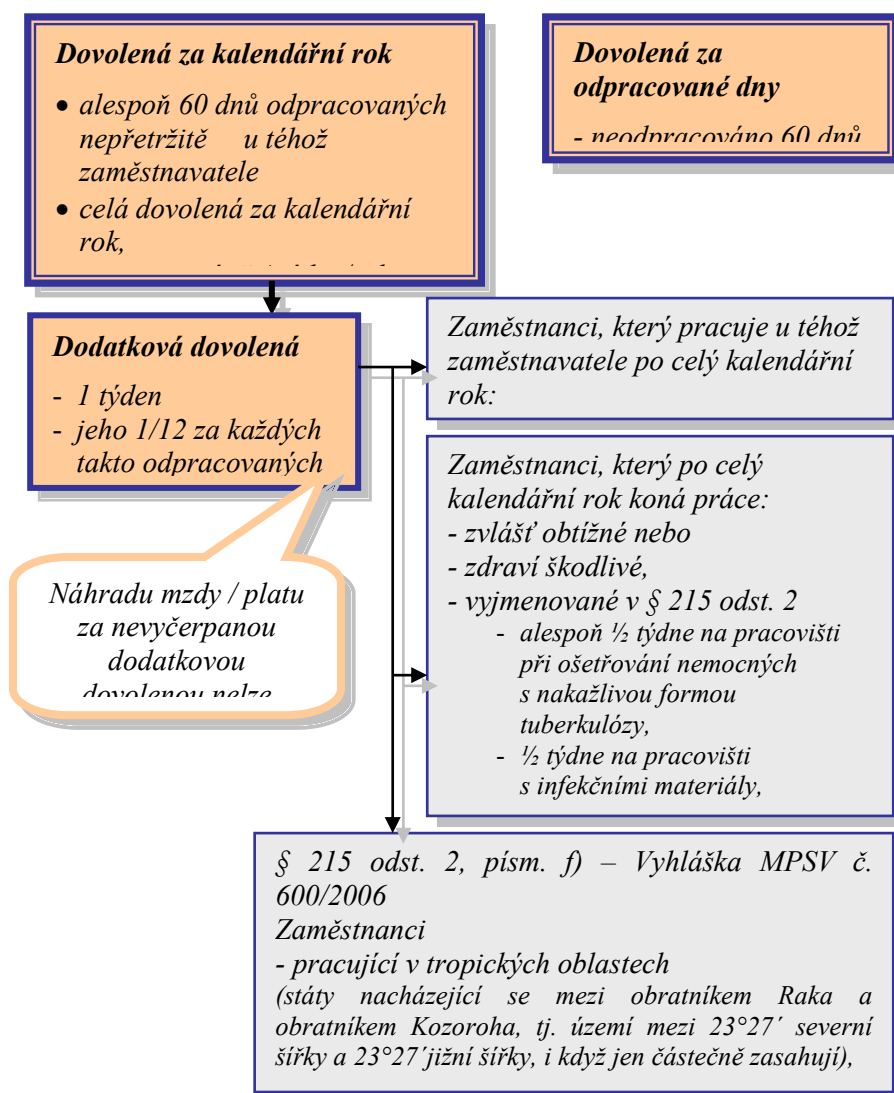 Dovolená za kalendářní rok
• alespoň 60 dnů odpracovaných
nepřetržitě u téhož
zaměstnavatele
• celá dovolená za kalendářní
rok,
Dovolená za
odpracované dny
- neodpracováno 60 dnů
Dodatková dovolená
- 1 týden
- jeho 1/12 za každých
takto odpracovaných
Náhradu mzdy / platu
za nevyčerpanou
dodatkovou
dovolenou nelze
Zaměstnanci, který pracuje u téhož
zaměstnavatele po celý kalendářní
rok:
Zaměstnanci, který po celý
kalendářní rok koná práce:
- zvlášť obtížné nebo
- zdraví škodlivé,
- vyjmenované v § 215 odst. 2
- alespoň ½ týdne na pracovišti
při ošetřování nemocných
s nakažlivou formou
tuberkulózy,
- ½ týdne na pracovišti
s infekčními materiály,
§ 215 odst. 2, písm. f) – Vyhláška MPSV č.
600/2006
Zaměstnanci
- pracující v tropických oblastech
(státy nacházející se mezi obratníkem Raka a
obratníkem Kozoroha, tj. území mezi 23°27´ severní
šířky a 23°27´jižní šířky, i když jen částečně zasahují),